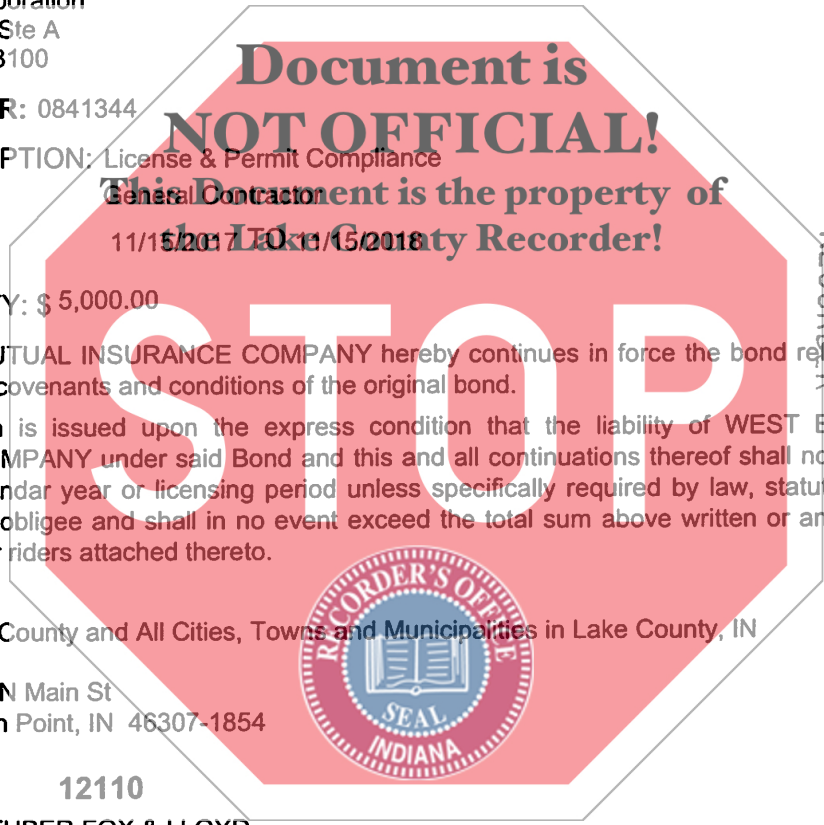 Ste A
3100
Document is
R: 0841344
NOT OFFICIAL!
PTION: License & Permit Compliance
This Document is the property of
General Contractor
the Lake County Recorder!
11/15/2017 TO 11/15/2018
Y: $ 5,000.00
STOP
UTUAL INSURANCE COMPANY hereby continues in force the bond re
covenants and conditions of the original bond.
is issued upon the express condition that the liability of WEST
MPANY under said Bond and this and all continuations thereof shall no
ndar year or licensing period unless specifically required by law, statut
obligee and shall in no event exceed the total sum above written or an
riders attached thereto.
RECORDER'S OFFICE
County and All Cities, Towns and Municipalities in Lake County, IN
N Main St
Point, IN 46307-1854
SEAL
INDIANA
12110